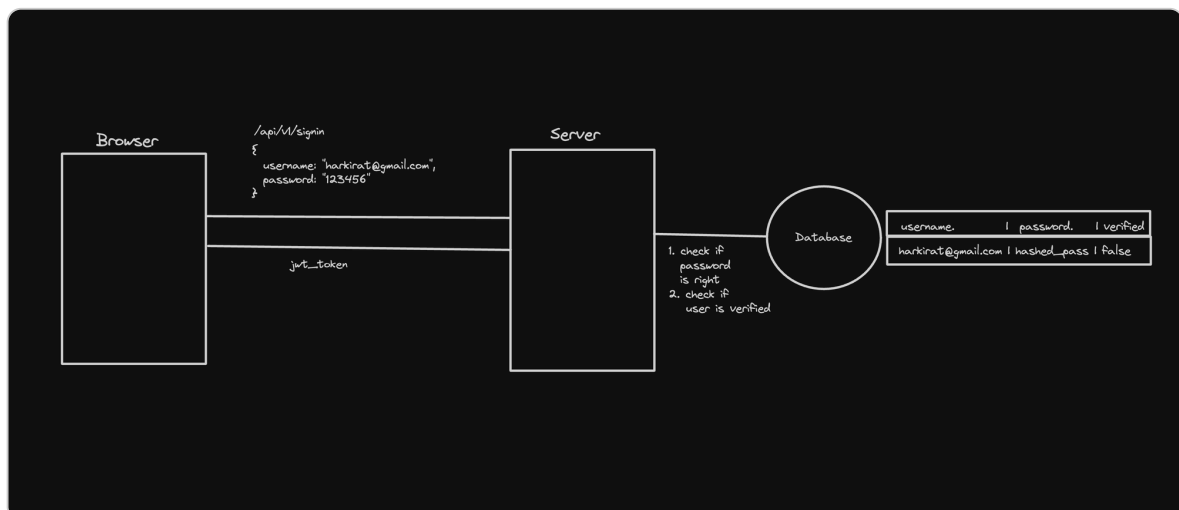 Browser
/api/v1/signin
{
username: "harkirat@gmail.com",
password: "123456"
}
jwt_token
Server
1. check if
password
is right
2. check if
user is verified
Database
username. | password. | verified
harkirat@gmail.com | hashed_pass | false